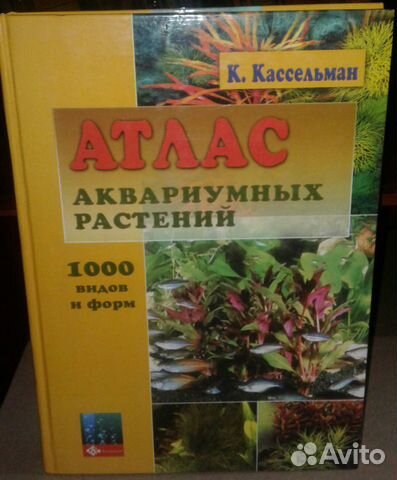 К. Кассельман
АТЛАС
АКВАРИУМНЫХ
РАСТЕНИЙ
1000
видов
и форм
Avito